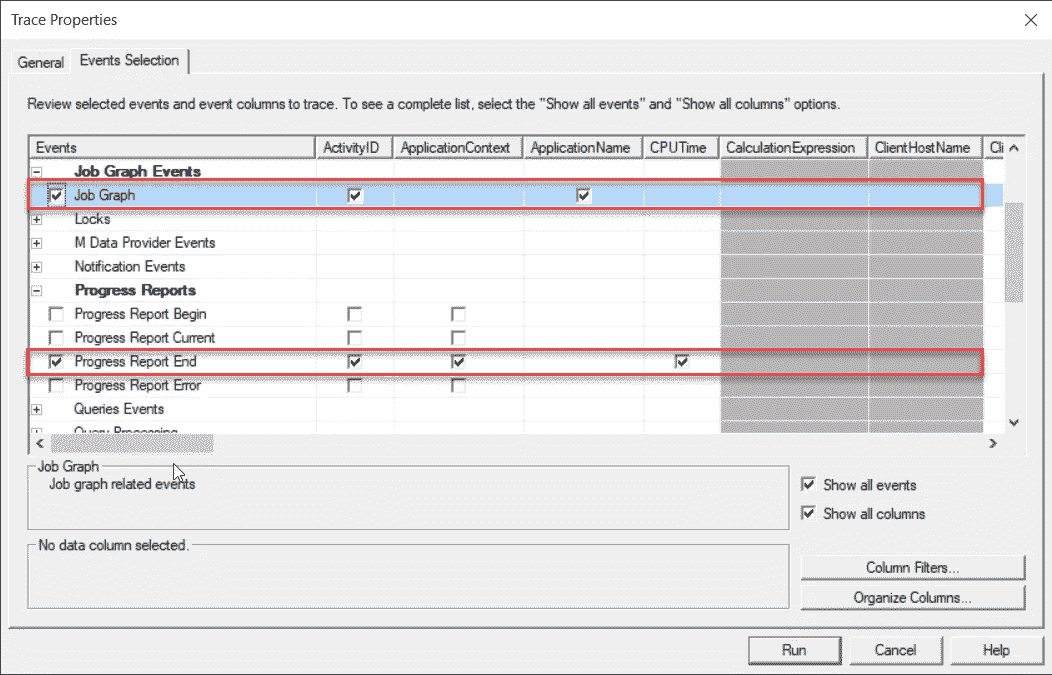 Trace Properties
General
Events Selection
Review selected events and event columns to trace. To see a complete list, select the "Show all events" and "Show all columns" options.
Events ActivityID ApplicationContext ApplicationName CPUTime CalculationExpression ClientHostName Cli
Job Graph Events
Job Graph
Locks
M Data Provider Events
Notification Events
Progress Reports
Progress Report Begin
Progress Report Current
Progress Report End
Progress Report Error
Queries Events
Query Processing
Job Graph
Job graph related events
Show all events
Show all columns
No data column selected.
Column Filters...
Organize Columns...
Run Cancel Help